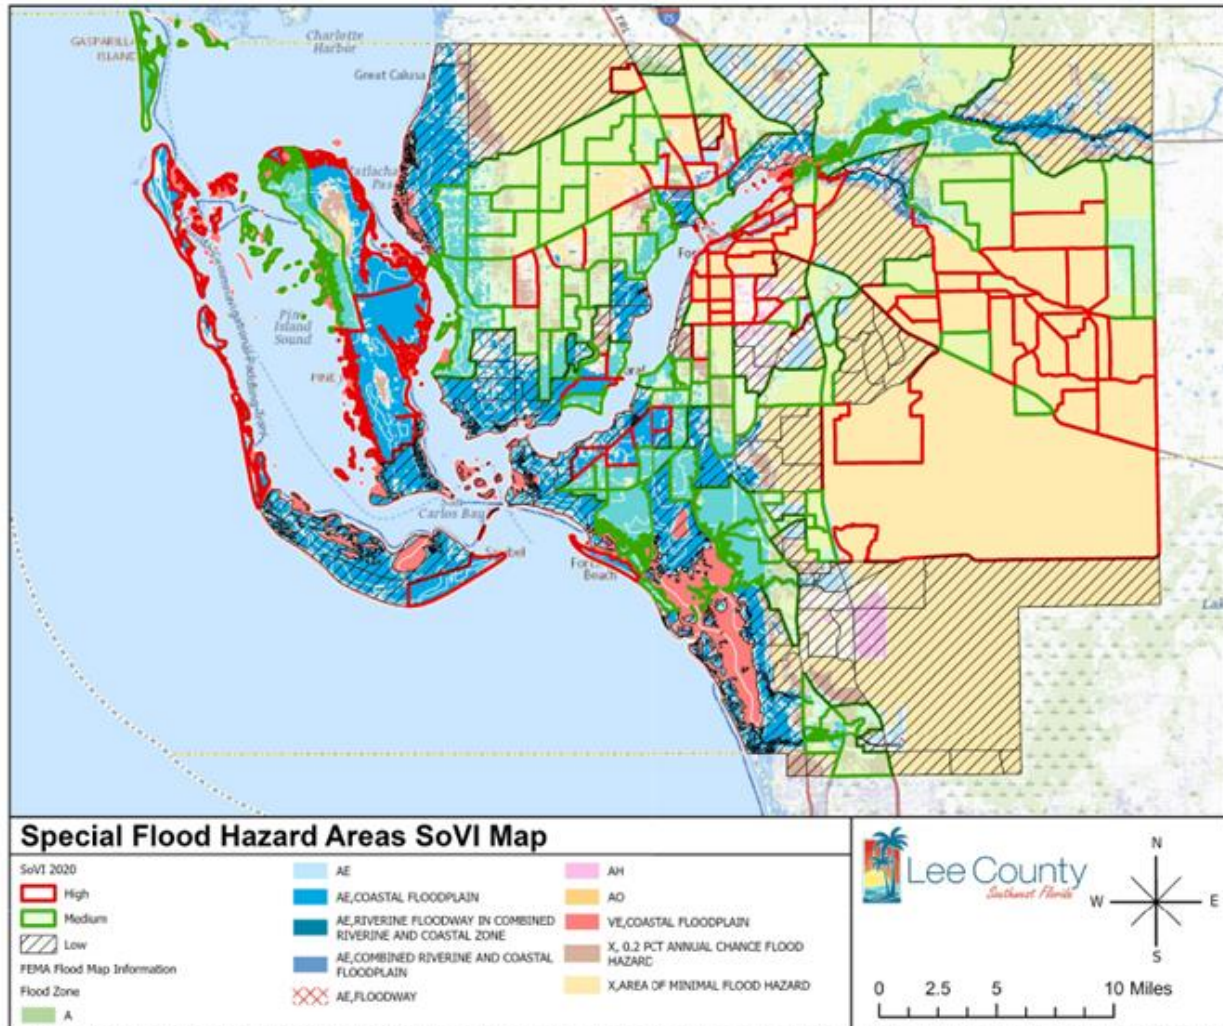 GASPARILLA
ISLAND
Charlette
Harbor
Great Calusa
75
Pine
Island
Sound
PINE
San
Carlos Bay
Beach
Special Flood Hazard Areas SoVI Map
SoVI 2020
High
Medium
Low
FEMA Flood Map Information
Flood Zone
A
AE
AE,COASTAL FLOODPLAIN
AE,RIVERINE FLOODWAY IN COMBINED
RIVERINE AND COASTAL ZONE
AE,COMBINED RIVERINE AND COASTAL
FLOODPLAIN
AE,FLOODWAY
AH
AO
VE,COASTAL FLOODPLAIN
X, 0.2 PCT ANNUAL CHANCE FLOOD
HAZARD
X,AREA OF MINIMAL FLOOD HAZARD
Lee County
Southwest Florida
N
W
E
S
0 2.5 5 10 Miles